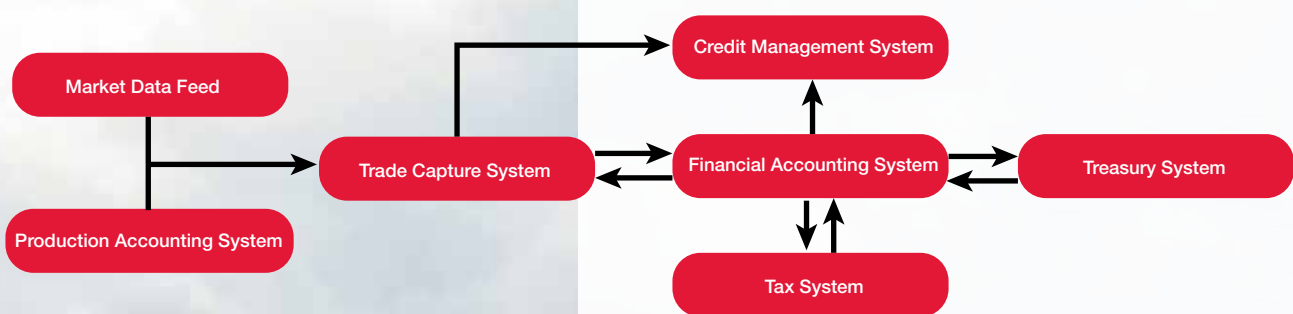 Credit Management System
Market Data Feed
Trade Capture System
Financial Accounting System
Treasury System
Production Accounting System
Tax System